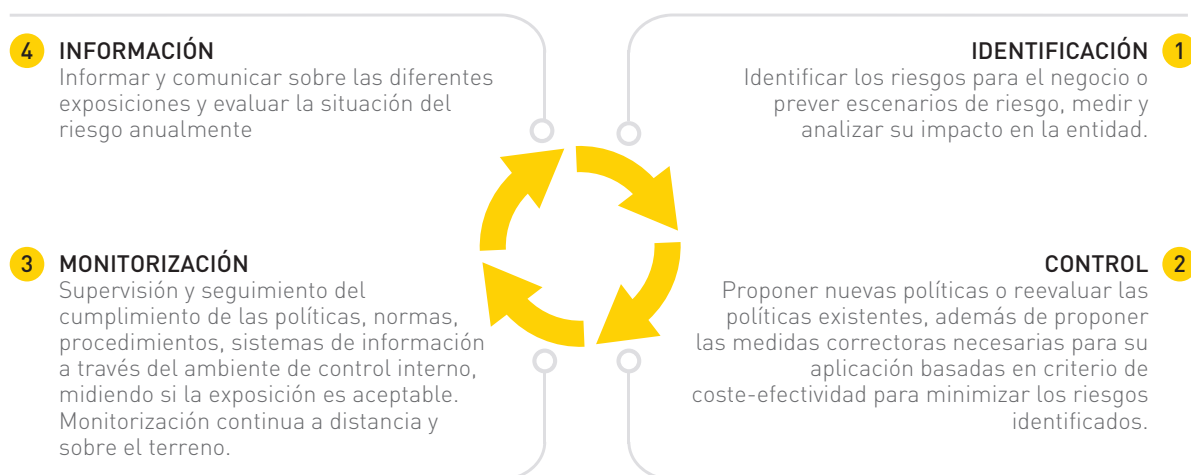 4 INFORMACIÓN
Informar y comunicar sobre las diferentes
exposiciones y evaluar la situación del
riesgo anualmente
IDENTIFICACIÓN 1
Identificar los riesgos para el negocio o
prever escenarios de riesgo, medir y
analizar su impacto en la entidad.
3 MONITORIZACIÓN
Supervisión y seguimiento del
cumplimiento de las políticas, normas,
procedimientos, sistemas de información
a través del ambiente de control interno,
midiendo si la exposición es aceptable.
Monitorización continua a distancia y
sobre el terreno.
CONTROL 2
Proponer nuevas políticas o reevaluar las
políticas existentes, además de proponer
las medidas correctoras necesarias para su
aplicación basadas en criterio de
coste-efectividad para minimizar los riesgos
identificados.